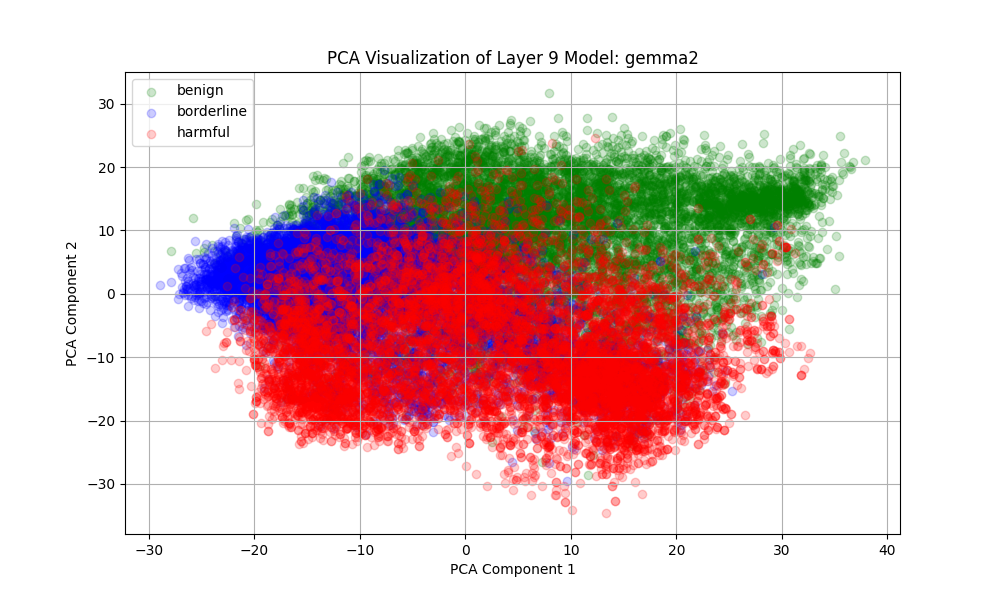 PCA Visualization of Layer 9 Model: gemma2
benign
borderline
harmful
PCA Component 2
30
20
10
0
−10
−20
−30
−30 −20 −10 0 10 20 30 40
PCA Component 1